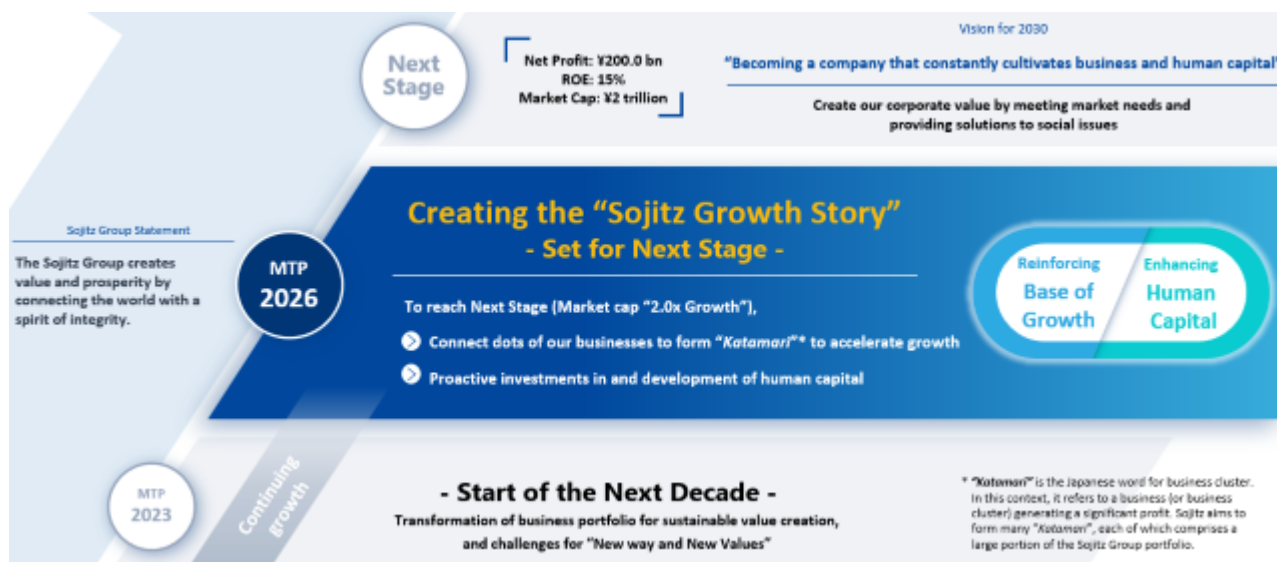 Next
Stage
Net Profit: ¥200.0 bn
ROE: 15%
Market Cap: ¥2 trillion
Vision for 2030
"Becoming a company that constantly cultivates business and human capital"
Create our corporate value by meeting market needs and
providing solutions to social issues
Sojitz Group Statement
The Sojitz Group creates
value and prosperity by
connecting the world with a
spirit of integrity.
MTP
2026
Creating the “Sojitz Growth Story”
- Set for Next Stage -
To reach Next Stage (Market cap “2.0x Growth”),
Connect dots of our businesses to form “Katamari”* to accelerate growth
Proactive investments in and development of human capital
Reinforcing
Base of
Growth
Enhancing
Human
Capital
MTP
2023
Continuing
growth
- Start of the Next Decade -
Transformation of business portfolio for sustainable value creation,
and challenges for “New way and New Values”
* “Katamari” is the Japanese word for business cluster.
In this context, it refers to a business (or business
cluster) generating a significant profit. Sojitz aims to
form many “Katamari”, each of which comprises a
large portion of the Sojitz Group portfolio.